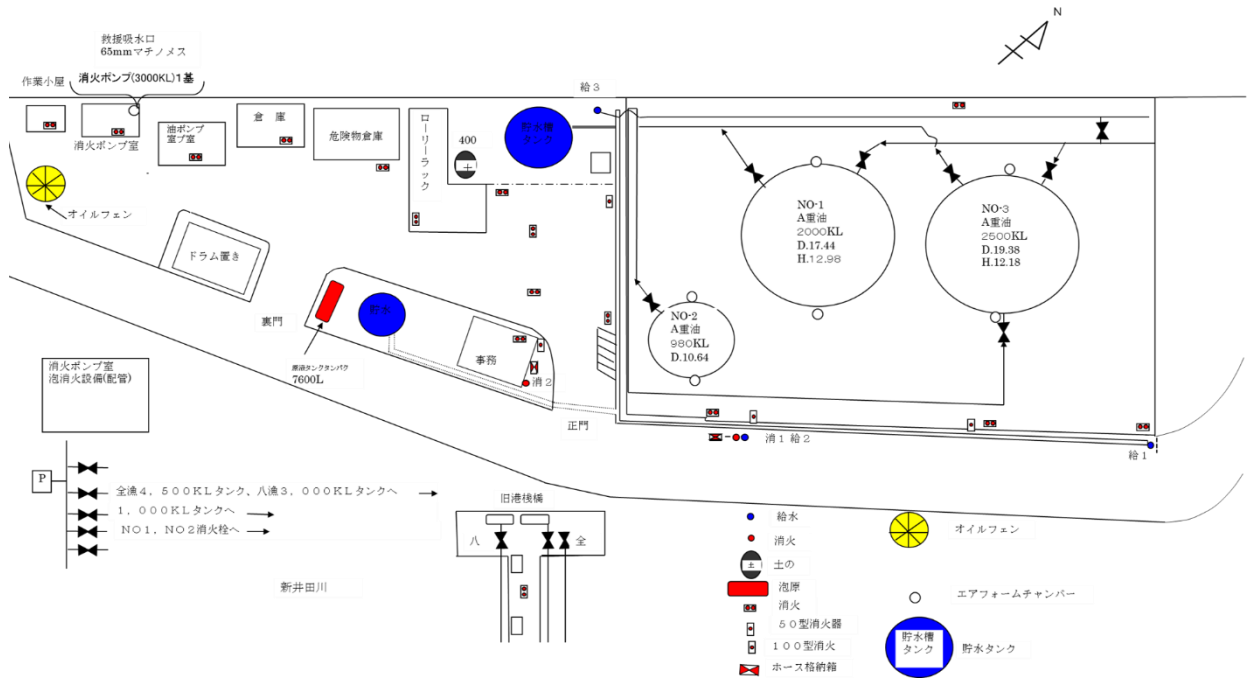 N
救援吸水口
65mmマチノメス
作業小屋
消火ポンプ(3000KL)1基
給3
消火ポンプ室
油ポンプ
室プ室
倉 庫
危険物倉庫
ローリーラック
400
土
貯水槽
タンク
オイルフェン
ドラム置き
NO-1
A重油
2000KL
D.17.44
H.12.98
NO-3
A重油
2500KL
D.19.38
H.12.18
NO-2
A重油
980KL
D.10.64
裏門
貯水
事務
原液タンクタンパク
7600L
消2
正門
消1 給2
給1
消火ポンプ室
泡消火設備(配管)
P
全漁4,500KLタンク、八漁3,000KLタンクへ
1,000KLタンクへ
NO1,NO2消火栓へ
新井田川
旧港桟橋
八
全
給水
消火
土
土の
泡原
消火
50型消火器
100型消火
ホース格納箱
オイルフェン
エアフォームチャンバー
貯水槽
タンク
貯水タンク